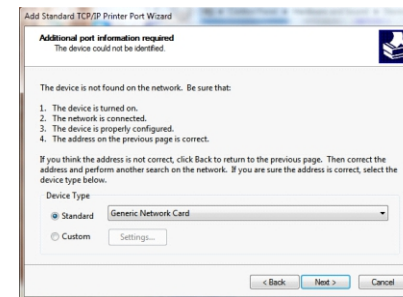 Add Standard TCP/IP Printer Port Wizard
Additional port information required
The device could not be identified.
The device is not found on the network. Be sure that:
1. The device is turned on.
2. The network is connected.
3. The device is properly configured.
4. The address on the previous page is correct.
If you think the address is not correct, click Back to return to the previous page. Then correct the
address and perform another search on the network. If you are sure the address is correct, select the
device type below.
Device Type
Standard Generic Network Card
Custom Settings...
< Back Next > Cancel